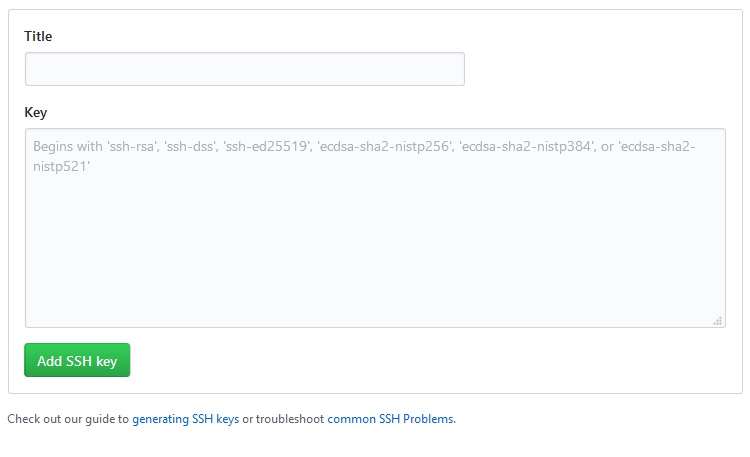 Title
Key
Begins with 'ssh-rsa', 'ssh-dss', 'ssh-ed25519', 'ecdsa-sha2-nistp256', 'ecdsa-sha2-nistp384', or 'ecdsa-sha2-
nistp521'
Add SSH key
Check out our guide to generating SSH keys or troubleshoot common SSH Problems.